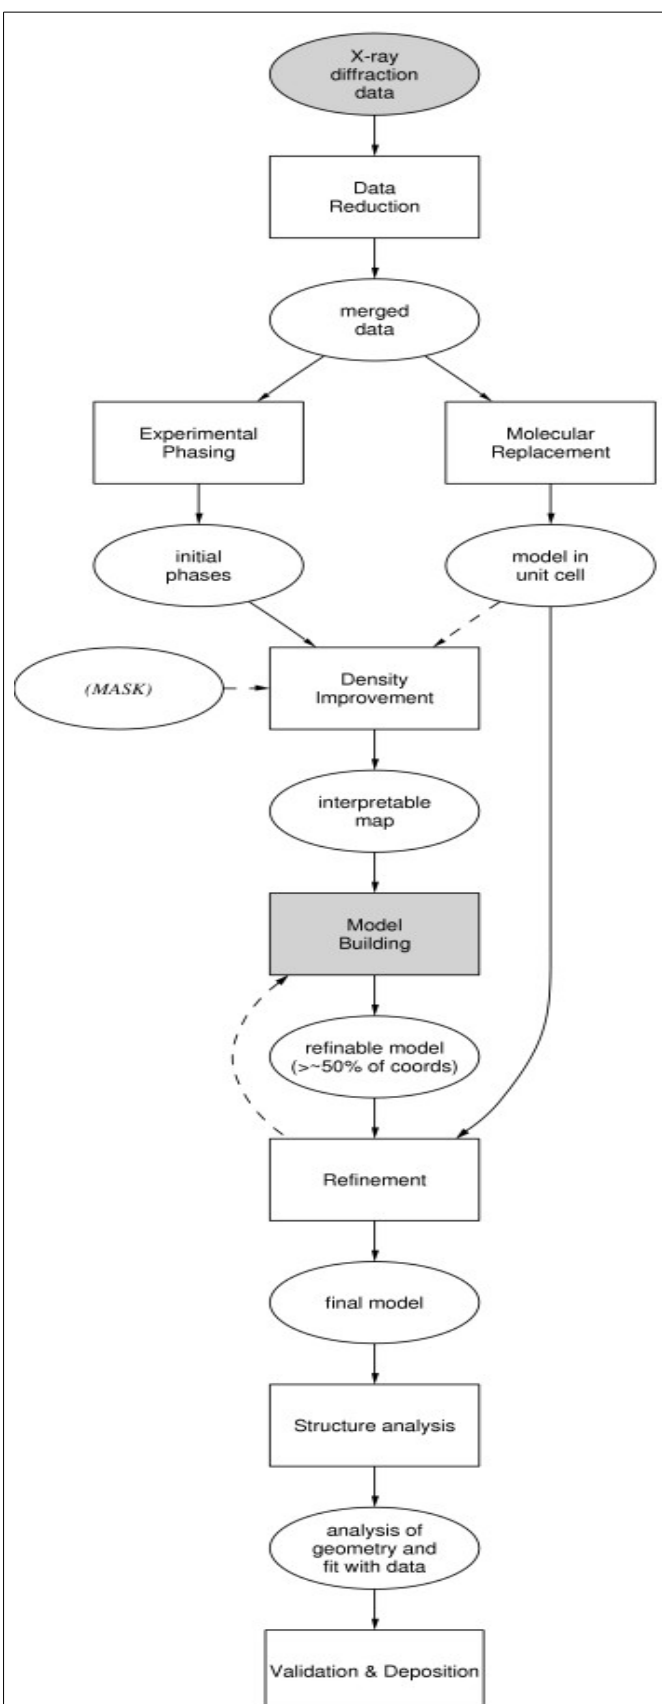 X-ray
diffraction
data
Data
Reduction
merged
data
Experimental
Phasing
Molecular
Replacement
initial
phases
model in
unit cell
(MASK)
Density
Improvement
interpretable
map
Model
Building
refinable model
(>~50% of coords)
Refinement
final model
Structure analysis
analysis of
geometry and
fit with data
Validation & Deposition